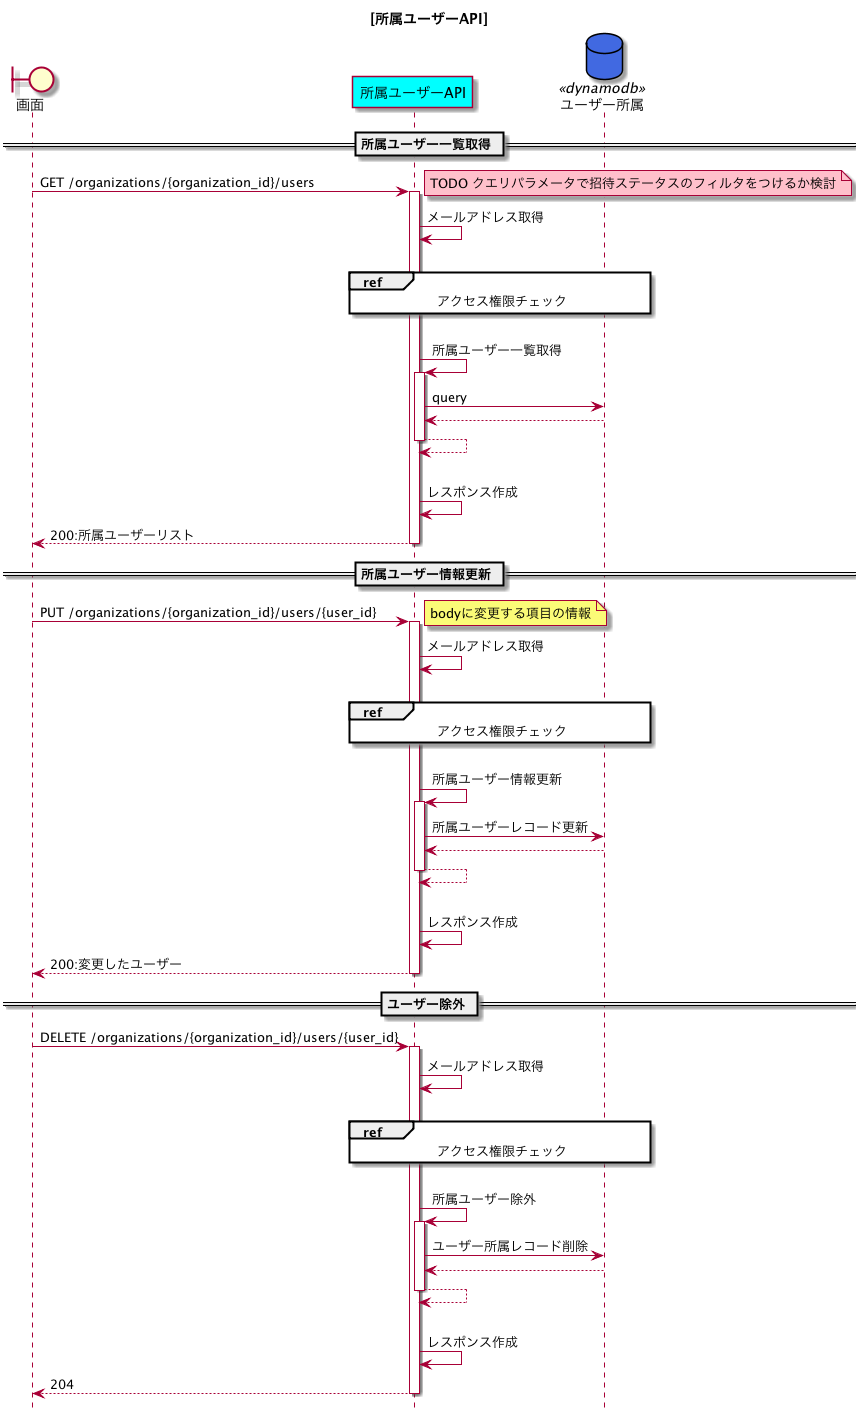 [所属ユーザーAPI]
画面
所属ユーザーAPI
«dynamodb»
ユーザー所属
所属ユーザー一覧取得
GET /organizations/{organization_id}/users
TODO クエリパラメータで招待ステータスのフィルタをつけるか検討
メールアドレス取得
ref
アクセス権限チェック
所属ユーザー一覧取得
query
レスポンス作成
200:所属ユーザーリスト
所属ユーザー情報更新
PUT /organizations/{organization_id}/users/{user_id}
bodyに変更する項目の情報
メールアドレス取得
ref
アクセス権限チェック
所属ユーザー情報更新
所属ユーザーレコード更新
レスポンス作成
200:変更したユーザー
ユーザー除外
DELETE /organizations/{organization_id}/users/{user_id}
メールアドレス取得
ref
アクセス権限チェック
所属ユーザー除外
ユーザー所属レコード削除
レスポンス作成
204